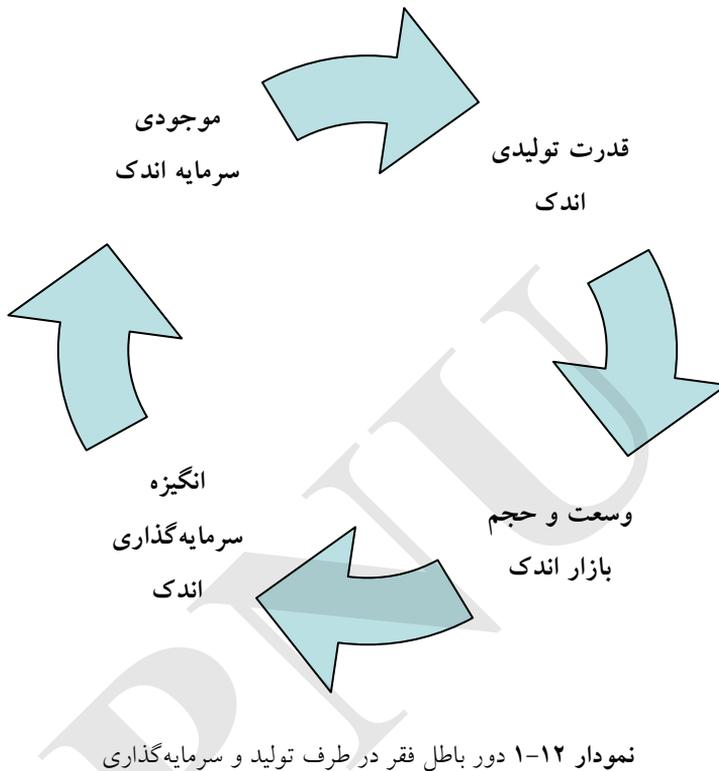 موجودی
سرمایه اندک
قدرت تولیدی
اندک
وسعت و حجم
بازار اندک
انگیزه
سرمایه‌گذاری
اندک
PNU
نمودار ۱۲-۱ دور باطل فقر در طرف تولید و سرمایه‌گذاری